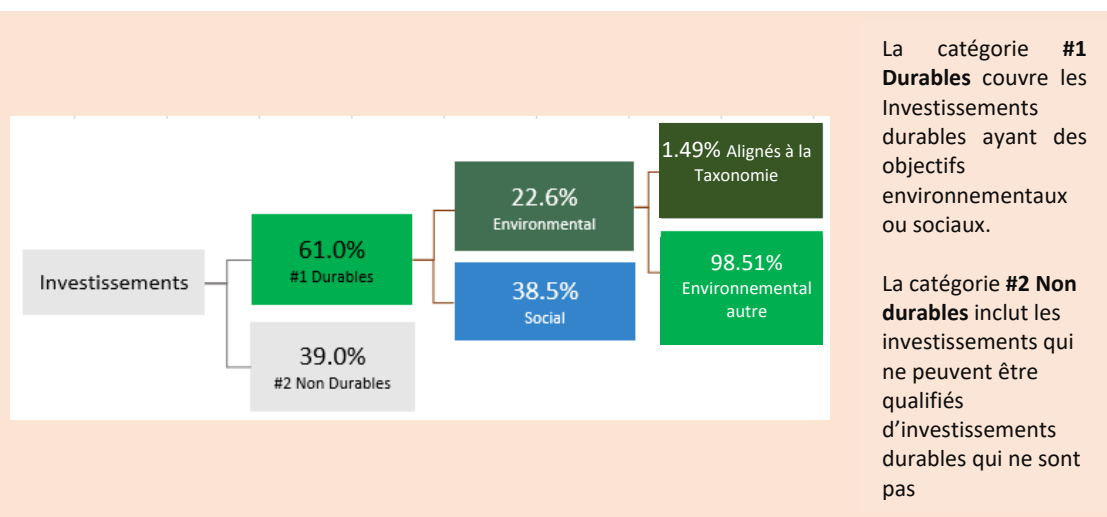 Investissements
61.0%
#1 Durables
39.0%
#2 Non Durables
22.6%
Environmental
38.5%
Social
1.49% Alignés à la
Taxonomie
98.51%
Environnemental
autre
La catégorie #1
Durables couvre les
Investissements
durables ayant des
objectifs
environnementaux
ou sociaux.
La catégorie #2 Non
durables inclut les
investissements qui
ne peuvent être
qualifiés
d’investissements
durables qui ne sont
pas